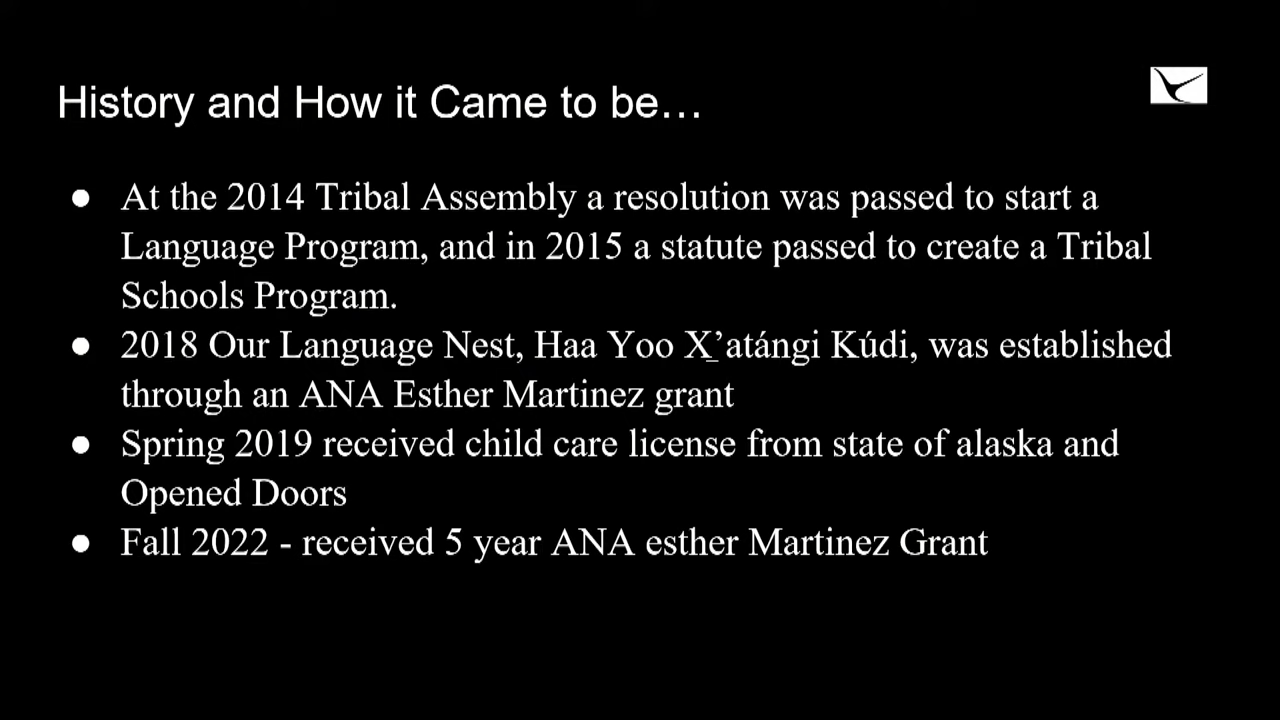 History and How it Came to be…
● At the 2014 Tribal Assembly a resolution was passed to start a
Language Program, and in 2015 a statute passed to create a Tribal
Schools Program.
● 2018 Our Language Nest, Haa Yoo X̲’atángi Kúdi, was established
through an ANA Esther Martinez grant
● Spring 2019 received child care license from state of alaska and
Opened Doors
● Fall 2022 - received 5 year ANA esther Martinez Grant